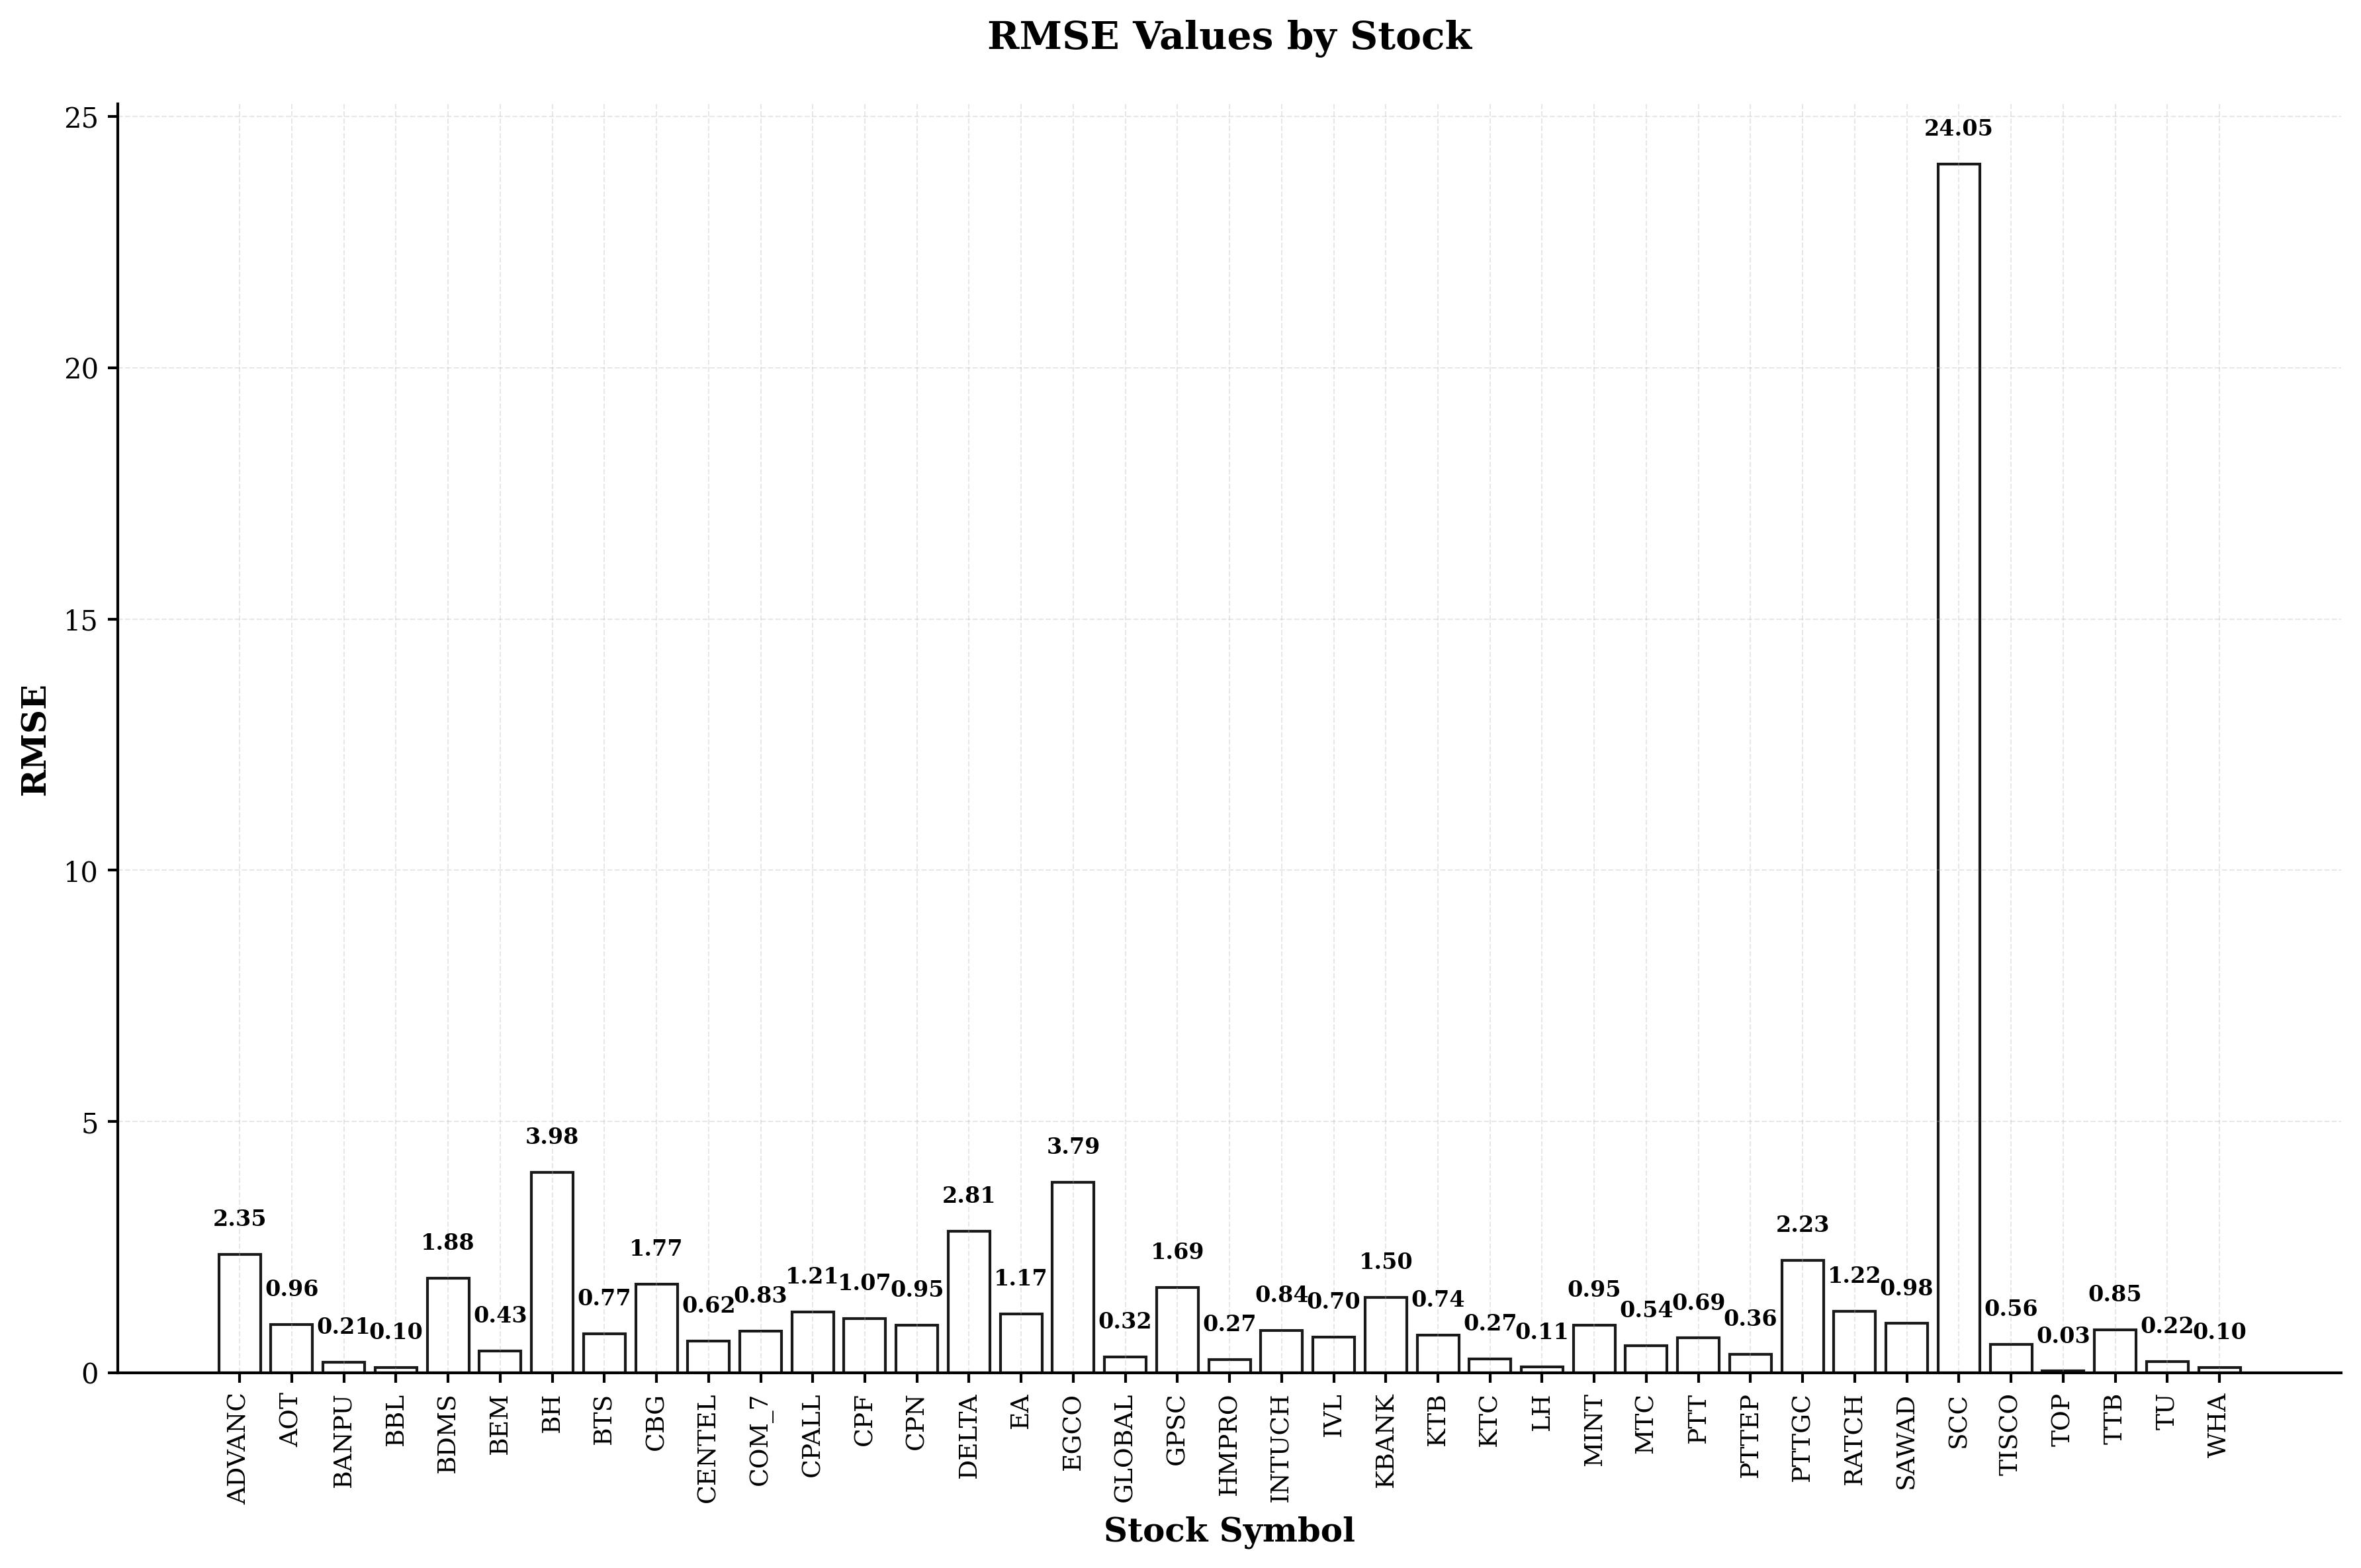 RMSE Values by Stock
RMSE
25
20
15
10
5
0
2.35
0.96
0.21
0.10
1.88
0.43
3.98
0.77
1.77
0.62
0.83
1.21
1.07
0.95
2.81
1.17
3.79
0.32
1.69
0.27
0.84
0.70
1.50
0.74
0.27
0.11
0.95
0.54
0.69
0.36
2.23
1.22
0.98
24.05
0.56
0.03
0.85
0.22
0.10
ADVANC
AOT
BANPU
BBL
BDMS
BEM
BH
BTS
CBG
CENTEL
COM_7
CPALL
CPF
CPN
DELTA
EA
EGCO
GLOBAL
GPSC
HMPRO
INTUCH
IVL
KBANK
KTB
KTC
LH
MINT
MTC
PTT
PTTEP
PTTGC
RATCH
SAWAD
SCC
TISCO
TOP
TTB
TU
WHA
Stock Symbol